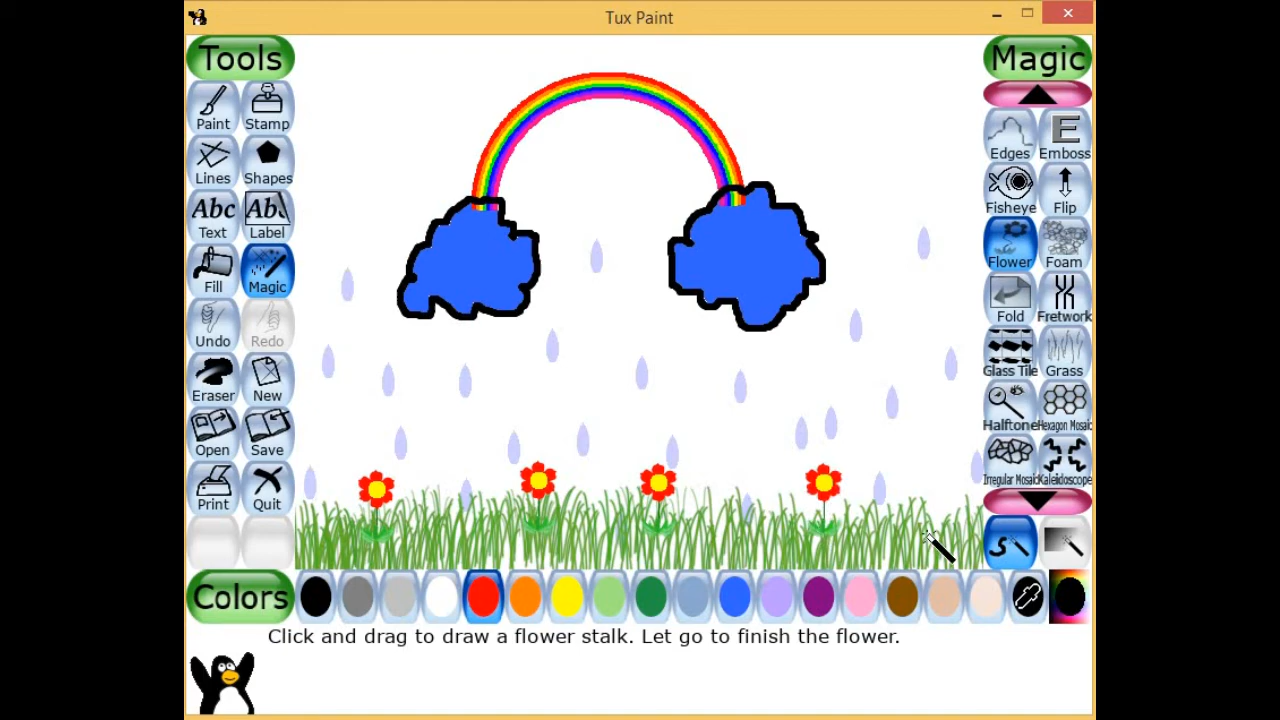 Tux Paint
Tools
Paint Stamp
Lines Shapes
Abc Abc
Text Label
Fill Magic
Undo Redo
Eraser New
Open Save
Print Quit
Colors
Magic
E
Edges Emboss
Fisheye Flip
Flower Foam
Fold Fretwork
Glass Tile Grass
Halftone Hexagon Mosaic
Irregular Mosaic Kaleidoscope
Click and drag to draw a flower stalk. Let go to finish the flower.